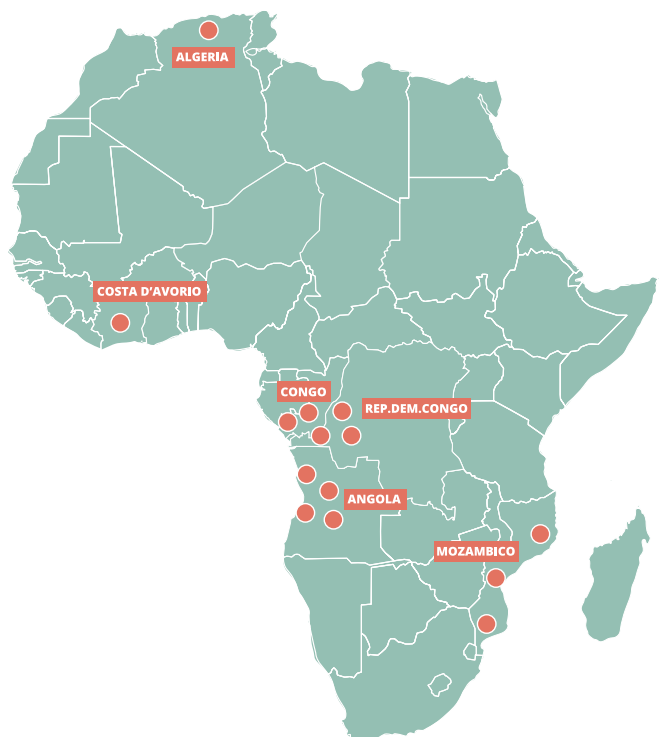 ALGERIA
COSTA D'AVORIO
CONGO
REP.DEM.CONGO
ANGOLA
MOZAMBICO